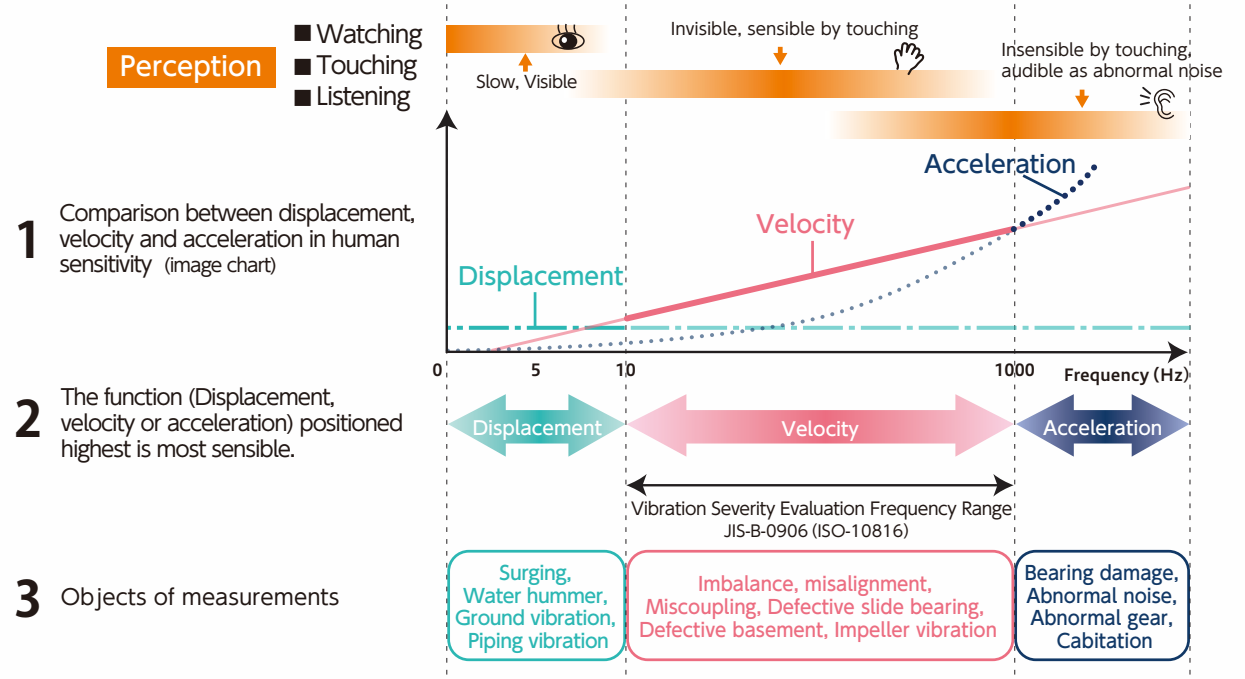 Perception
■ Watching
■ Touching
■ Listening
Slow, Visible
Invisible, sensible by touching
Insensible by touching,
audible as abnormal noise
1
Comparison between displacement,
velocity and acceleration in human
sensitivity (image chart)
Displacement
Velocity
Acceleration
0
5
10
1000
Frequency (Hz)
2
The function (Displacement,
velocity or acceleration) positioned
highest is most sensible.
Displacement
Velocity
Acceleration
Vibration Severity Evaluation Frequency Range
JIS-B-0906 (ISO-10816)
3
Objects of measurements
Surging,
Water hummer,
Ground vibration,
Piping vibration
Imbalance, misalignment,
Miscoupling, Defective slide bearing,
Defective basement, Impeller vibration
Bearing damage,
Abnormal noise,
Abnormal gear,
Cabitation